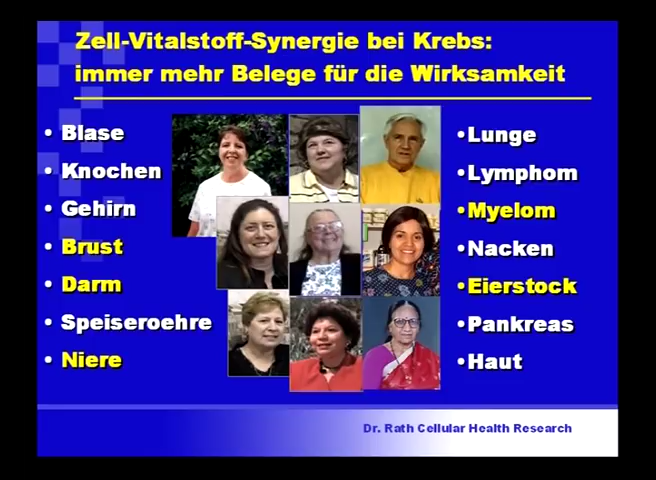 Zell-Vitalstoff-Synergie bei Krebs:
immer mehr Belege für die Wirksamkeit
• Blase
• Knochen
• Gehirn
• Brust
• Darm
• Speiseroehre
• Niere
•Lunge
•Lymphom
•Myelom
•Nacken
•Eierstock
•Pankreas
•Haut
Dr. Rath Cellular Health Research